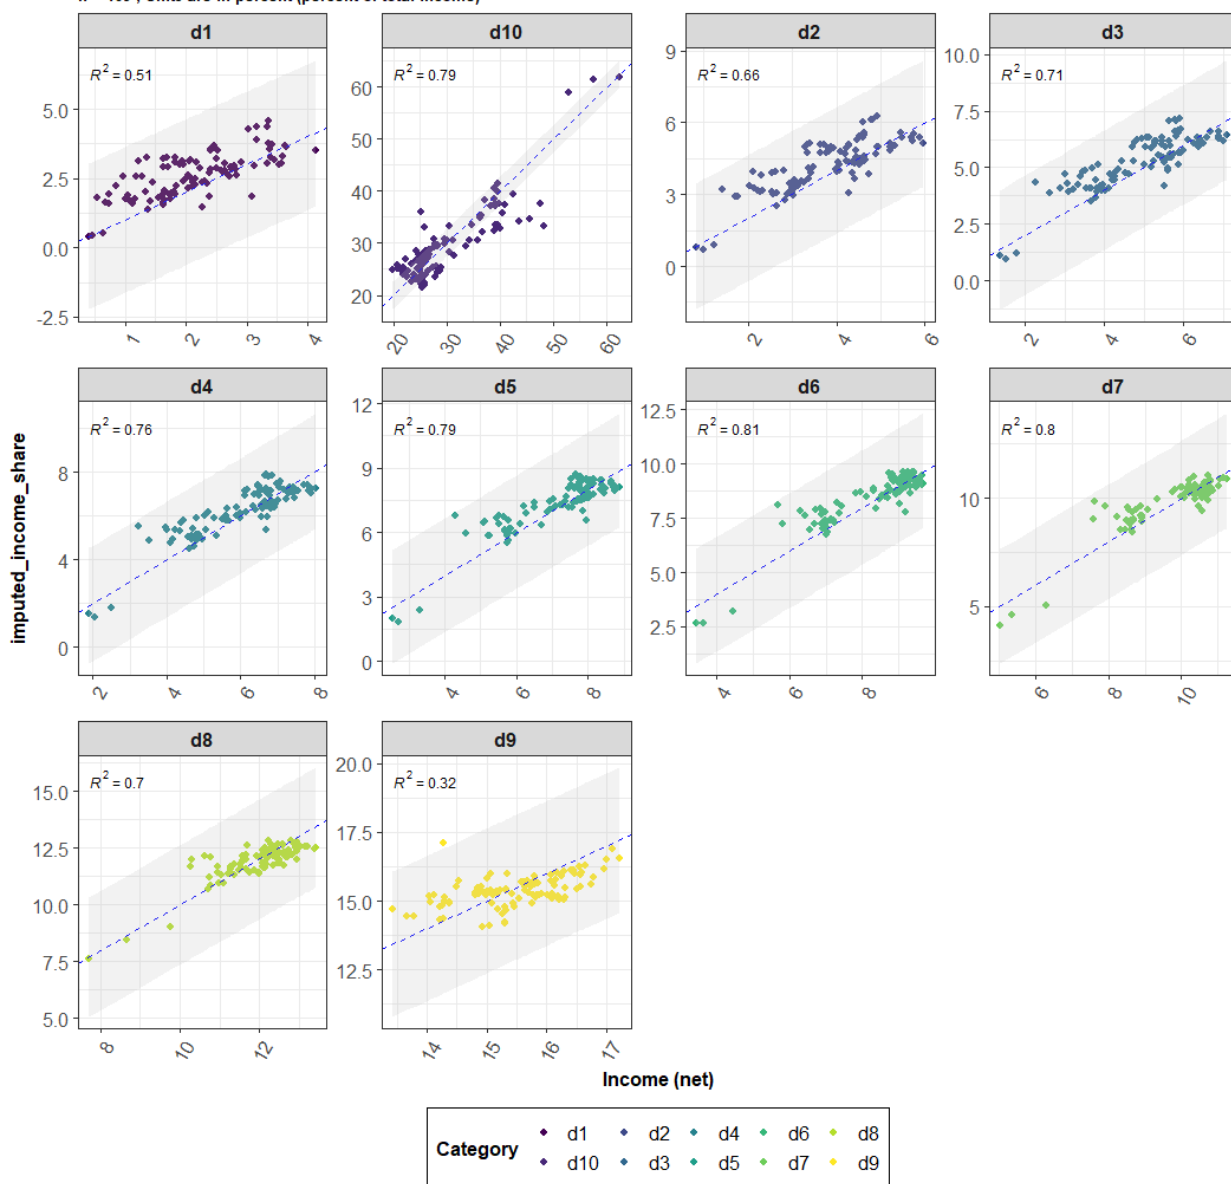 d1 d10 d2 d3
R² = 0.51 R² = 0.79 R² = 0.66 R² = 0.71
5.0 2.5 0.0 -2.5
1 2 3 4
60 50 40 30 20
20 30 40 50 60
9 6 3 0
2 4 6
10.0 7.5 5.0 2.5 0.0
2 4 6
d4 d5 d6 d7
R² = 0.76 R² = 0.79 R² = 0.81 R² = 0.8
8 4 0
2 4 6 8
12 9 6 3 0
4 6 8
12.5 10.0 7.5 5.0 2.5
4 6 8
10 5
6 8 10
imputed_income_share
d8 d9
R² = 0.7 R² = 0.32
15.0 12.5 10.0 7.5 5.0
8 10 12
20.0 17.5 15.0 12.5
14 15 16 17
Income (net)
Category
d1 d2 d4 d6 d8
d10 d3 d5 d7 d9